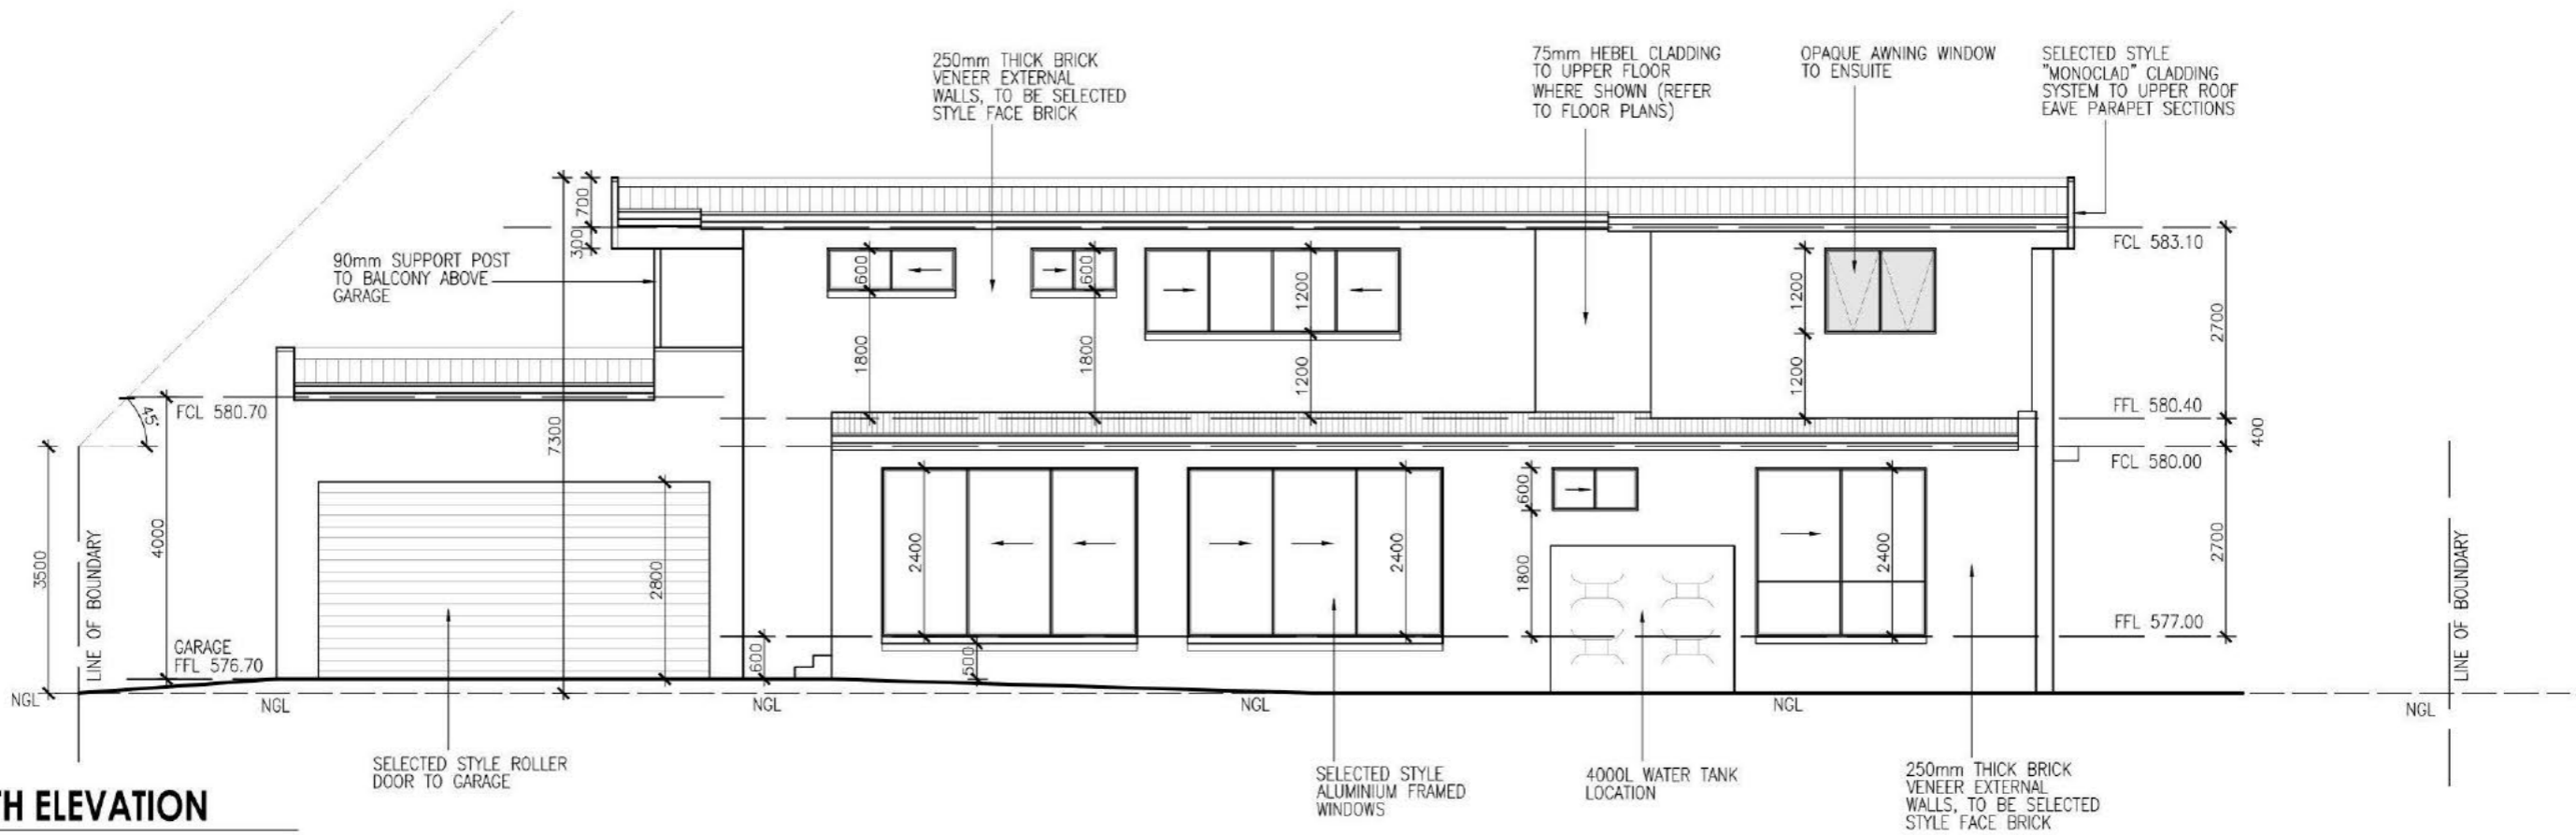 250mm THICK BRICK
VENEER EXTERNAL
WALLS, TO BE SELECTED
STYLE FACE BRICK
75mm HEBEL CLADDING
TO UPPER FLOOR
WHERE SHOWN (REFER
TO FLOOR PLANS)
OPAQUE AWNING WINDOW
TO ENSUITE
SELECTED STYLE
"MONOCLAD" CLADDING
SYSTEM TO UPPER ROOF
EAVE PARAPET SECTIONS
700
300
90mm SUPPORT POST
TO BALCONY ABOVE
GARAGE
600
600
1200
1200
FCL 583.10
1800
1800
1200
1200
2700
45°
FCL 580.70
7300
FFL 580.40
400
FCL 580.00
3500
LINE OF BOUNDARY
4000
2800
2400
2400
600
1800
2400
2700
LINE OF BOUNDARY
GARAGE
FFL 576.70
600
600
FFL 577.00
NGL
NGL
NGL
NGL
NGL
NGL
SELECTED STYLE ROLLER
DOOR TO GARAGE
SELECTED STYLE
ALUMINIUM FRAMED
WINDOWS
4000L WATER TANK
LOCATION
250mm THICK BRICK
VENEER EXTERNAL
WALLS, TO BE SELECTED
STYLE FACE BRICK
TH ELEVATION